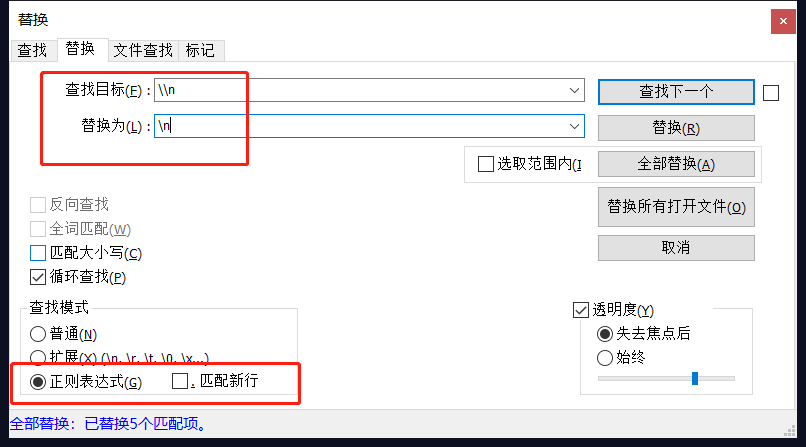 替换
查找 替换 文件查找 标记
查找目标(F) : \\n
查找下一个
替换为(L) : \n
替换(R)
选取范围内(I
全部替换(A)
替换所有打开文件(O)
取消
反向查找
全词匹配(W)
匹配大小写(C)
循环查找(P)
查找模式
普通(N)
扩展(X) (\n, \r, \t, \0, \x...)
正则表达式(G) . 匹配新行
透明度(Y)
失去焦点后
始终
全部替换：已替换5个匹配项。